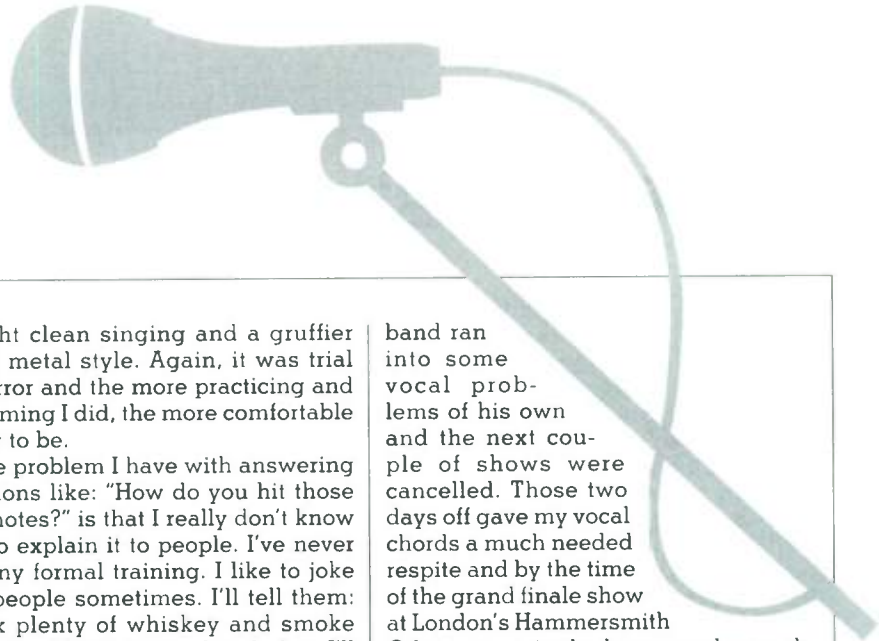 ht clean singing and a gruffier
metal style. Again, it was trial
rror and the more practicing and
ming I did, the more comfortable
to be.
e problem I have with answering
ons like: "How do you hit those
notes?" is that I really don't know
o explain it to people. I've never
ny formal training. I like to joke
people sometimes. I'll tell them:
k plenty of whiskey and smoke
band ran
into some
vocal prob-
lems of his own
and the next cou-
ple of shows were
cancelled. Those two
days off gave my vocal
chords a much needed
respite and by the time
of the grand finale show
at London's Hammersmith